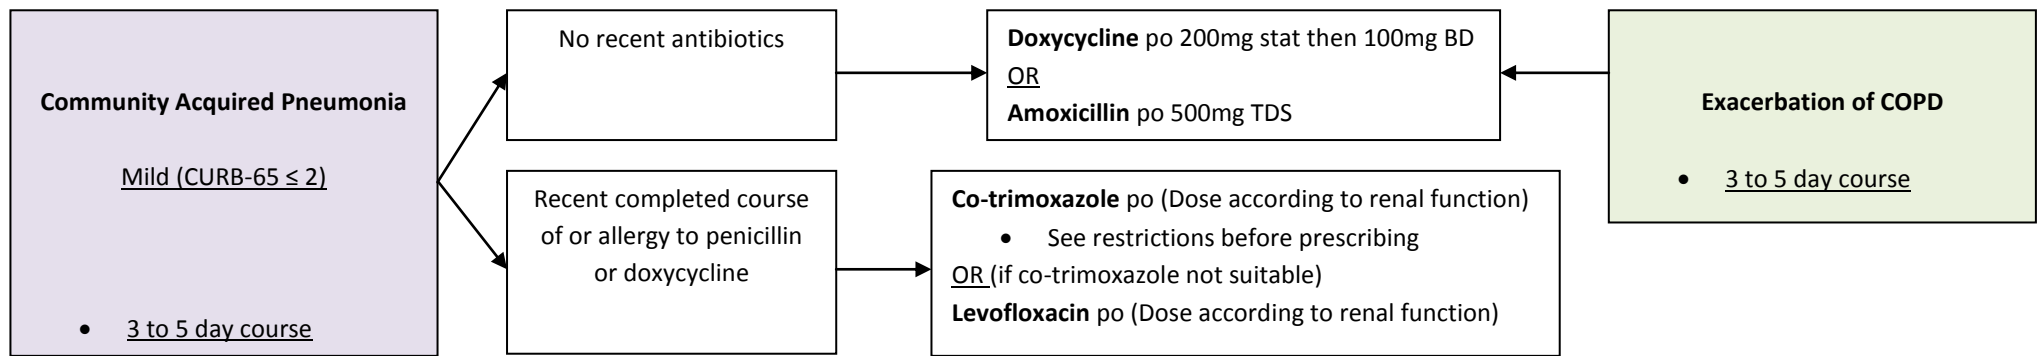 Community Acquired Pneumonia
Mild (CURB-65 ≤ 2)
• 3 to 5 day course
No recent antibiotics
Recent completed course
of or allergy to penicillin
or doxycycline
Doxycycline po 200mg stat then 100mg BD
OR
Amoxicillin po 500mg TDS
Co-trimoxazole po (Dose according to renal function)
• See restrictions before prescribing
OR (if co-trimoxazole not suitable)
Levofloxacin po (Dose according to renal function)
Exacerbation of COPD
• 3 to 5 day course